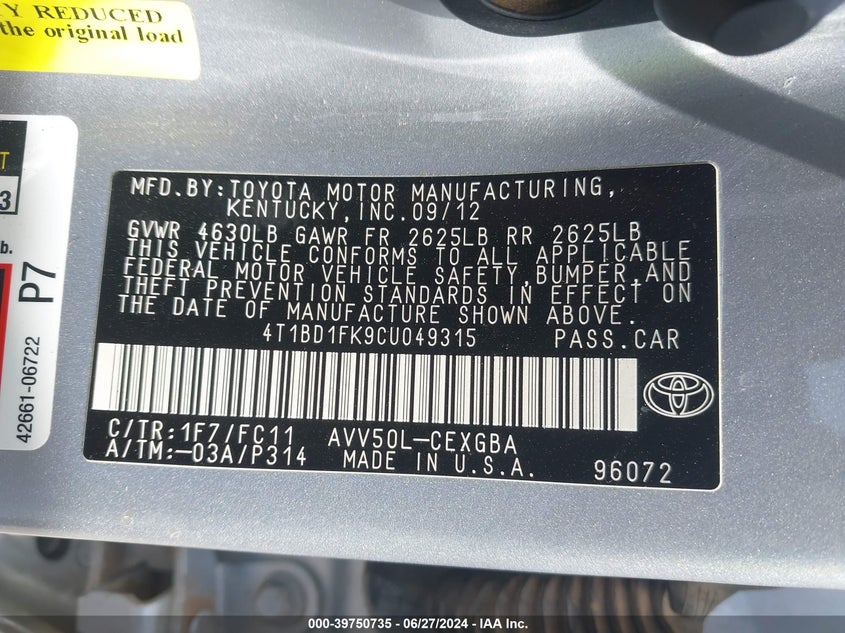 Y REDUCED
the original load
T
3
b.
P7
42661-06722
MFD.BY:TOYOTA MOTOR MANUFACTURING,
KENTUCKY,INC.09/12
GVWR 4630LB GAWR FR 2625LB RR 2625LB
THIS VEHICLE CONFORMS TO ALL APPLICABLE
FEDERAL MOTOR VEHICLE SAFETY,BUMPER,AND
THEFT PREVENTION STANDARDS IN EFFECT ON
THE DATE OF MANUFACTURE SHOWN ABOVE.
4T1BD1FK9CU049315 PASS.CAR
C/TR:1F7/FC11 AVV50L-CEXGBA
A/TM:-03A/P314 MADE IN U.S.A. 96072
000-39750735 - 06/27/2024 - IAA Inc.